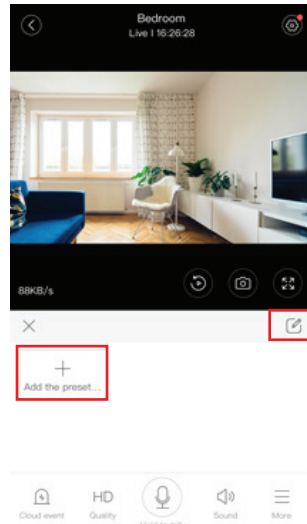 Bedroom
Live | 16:26:28
88KB/s
Add the preset...
Cloud event
HD
Quality
Sound
More